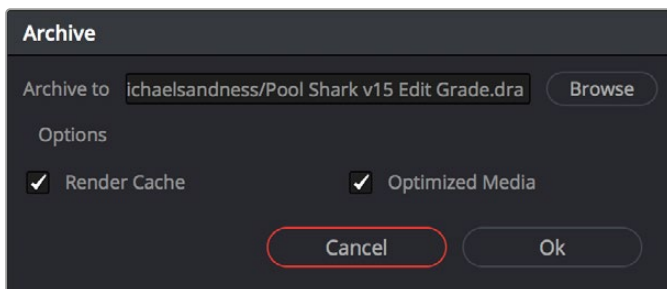 Archive
Archive to ichaelsandness/Pool Shark v15 Edit Grade.dra Browse
Options
Render Cache Optimized Media
Cancel Ok